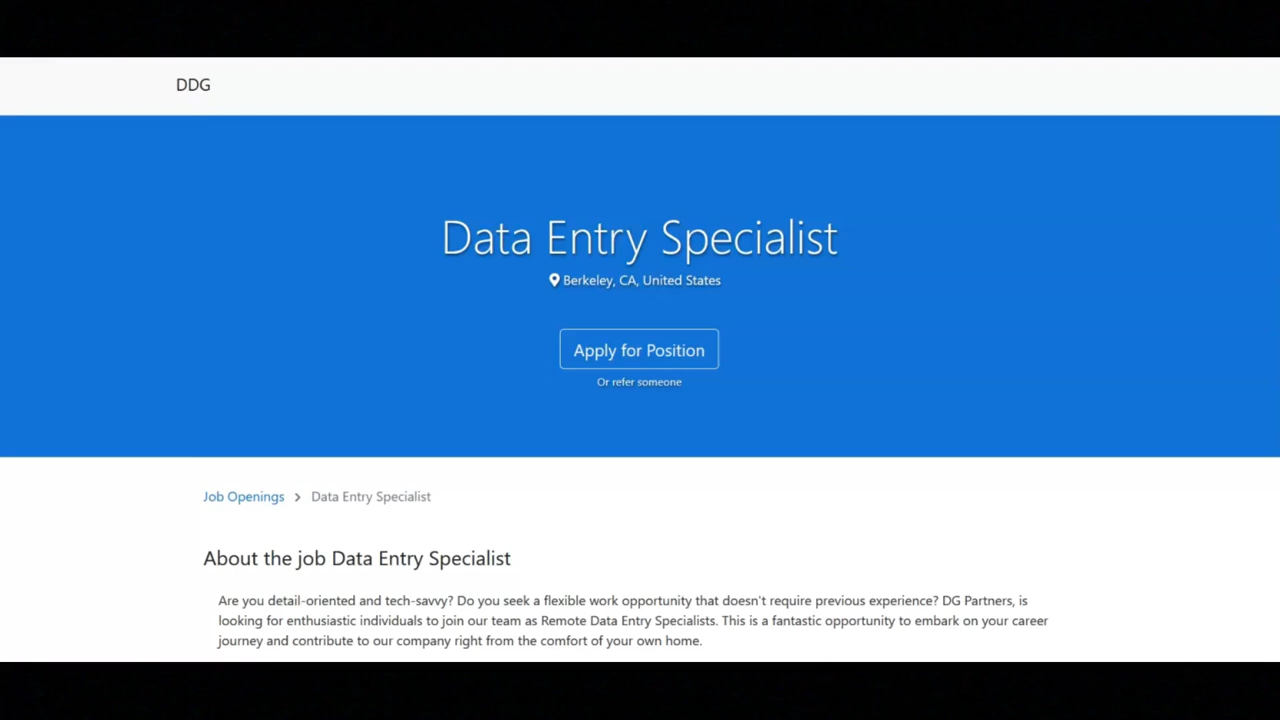 DDG
Data Entry Specialist
Berkeley, CA, United States
Apply for Position
Or refer someone
Job Openings > Data Entry Specialist
About the job Data Entry Specialist
Are you detail-oriented and tech-savvy? Do you seek a flexible work opportunity that doesn't require previous experience? DG Partners, is
looking for enthusiastic individuals to join our team as Remote Data Entry Specialists. This is a fantastic opportunity to embark on your career
journey and contribute to our company right from the comfort of your own home.